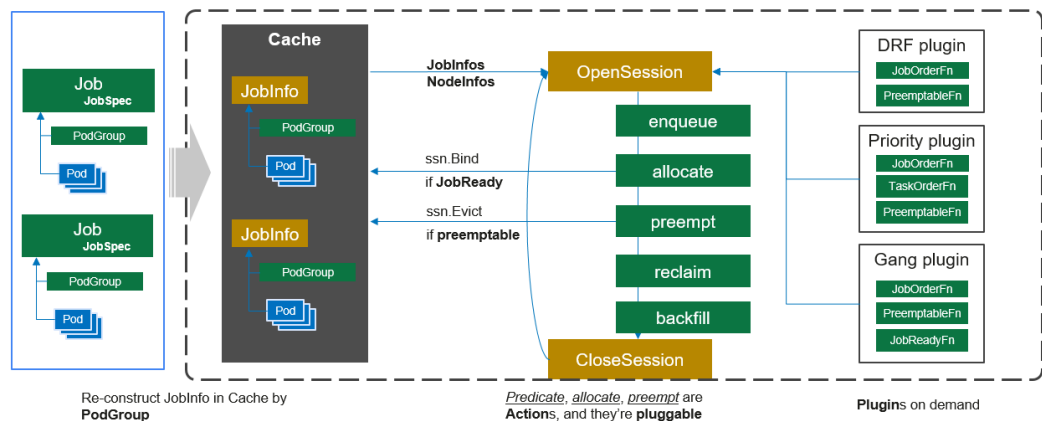 Job
JobSpec
PodGroup
Pod
Job
JobSpec
PodGroup
Pod
Re-construct JobInfo in Cache by
PodGroup
Cache
JobInfo
PodGroup
Pod
JobInfo
PodGroup
Pod
JobInfos
NodeInfos
ssn.Bind
if JobReady
ssn.Evict
if preemptable
OpenSession
enqueue
allocate
preempt
reclaim
backfill
CloseSession
Predicate, allocate, preempt are
Actions, and they're pluggable
DRF plugin
JobOrderFn
PreemptableFn
Priority plugin
JobOrderFn
TaskOrderFn
PreemptableFn
Gang plugin
JobOrderFn
PreemptableFn
JobReadyFn
Plugins on demand